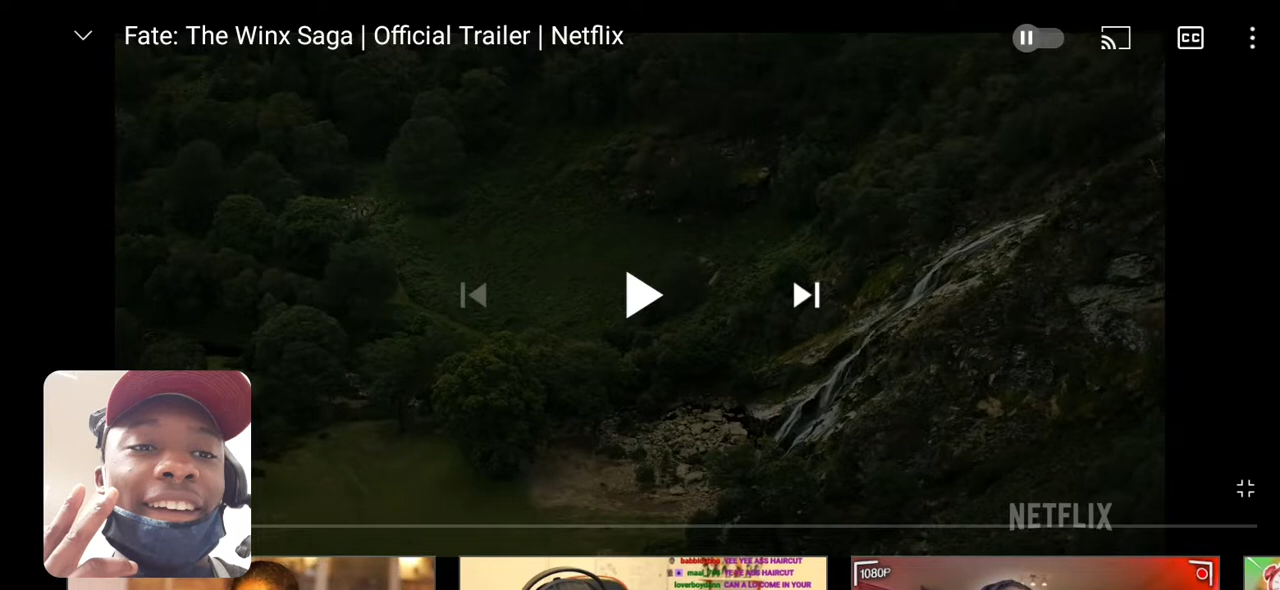 Fate: The Winx Saga | Official Trailer | Netflix
CC
NETFLIX
YEE YEE ASS HAIRCUT
YEE ASS HAIRCUT
CAN A LOCOME IN YOUR
1080P